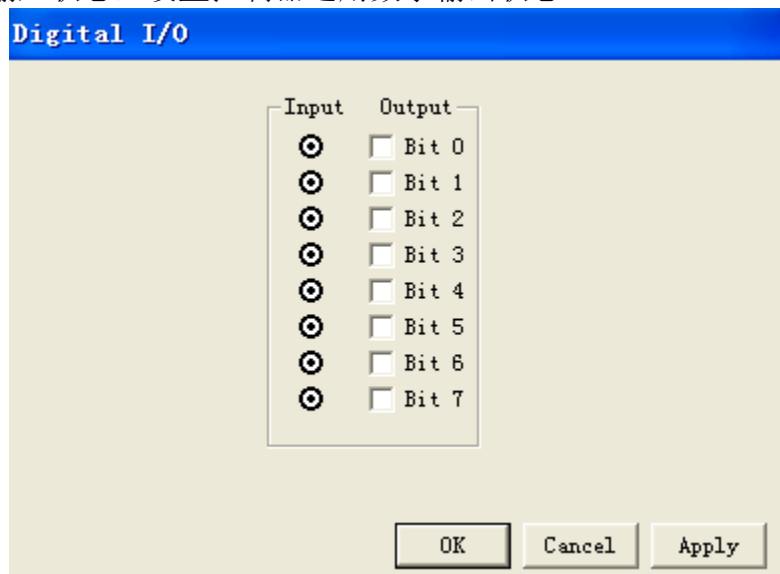 Digital I/O
Input Output
Bit 0
Bit 1
Bit 2
Bit 3
Bit 4
Bit 5
Bit 6
Bit 7
OK Cancel Apply